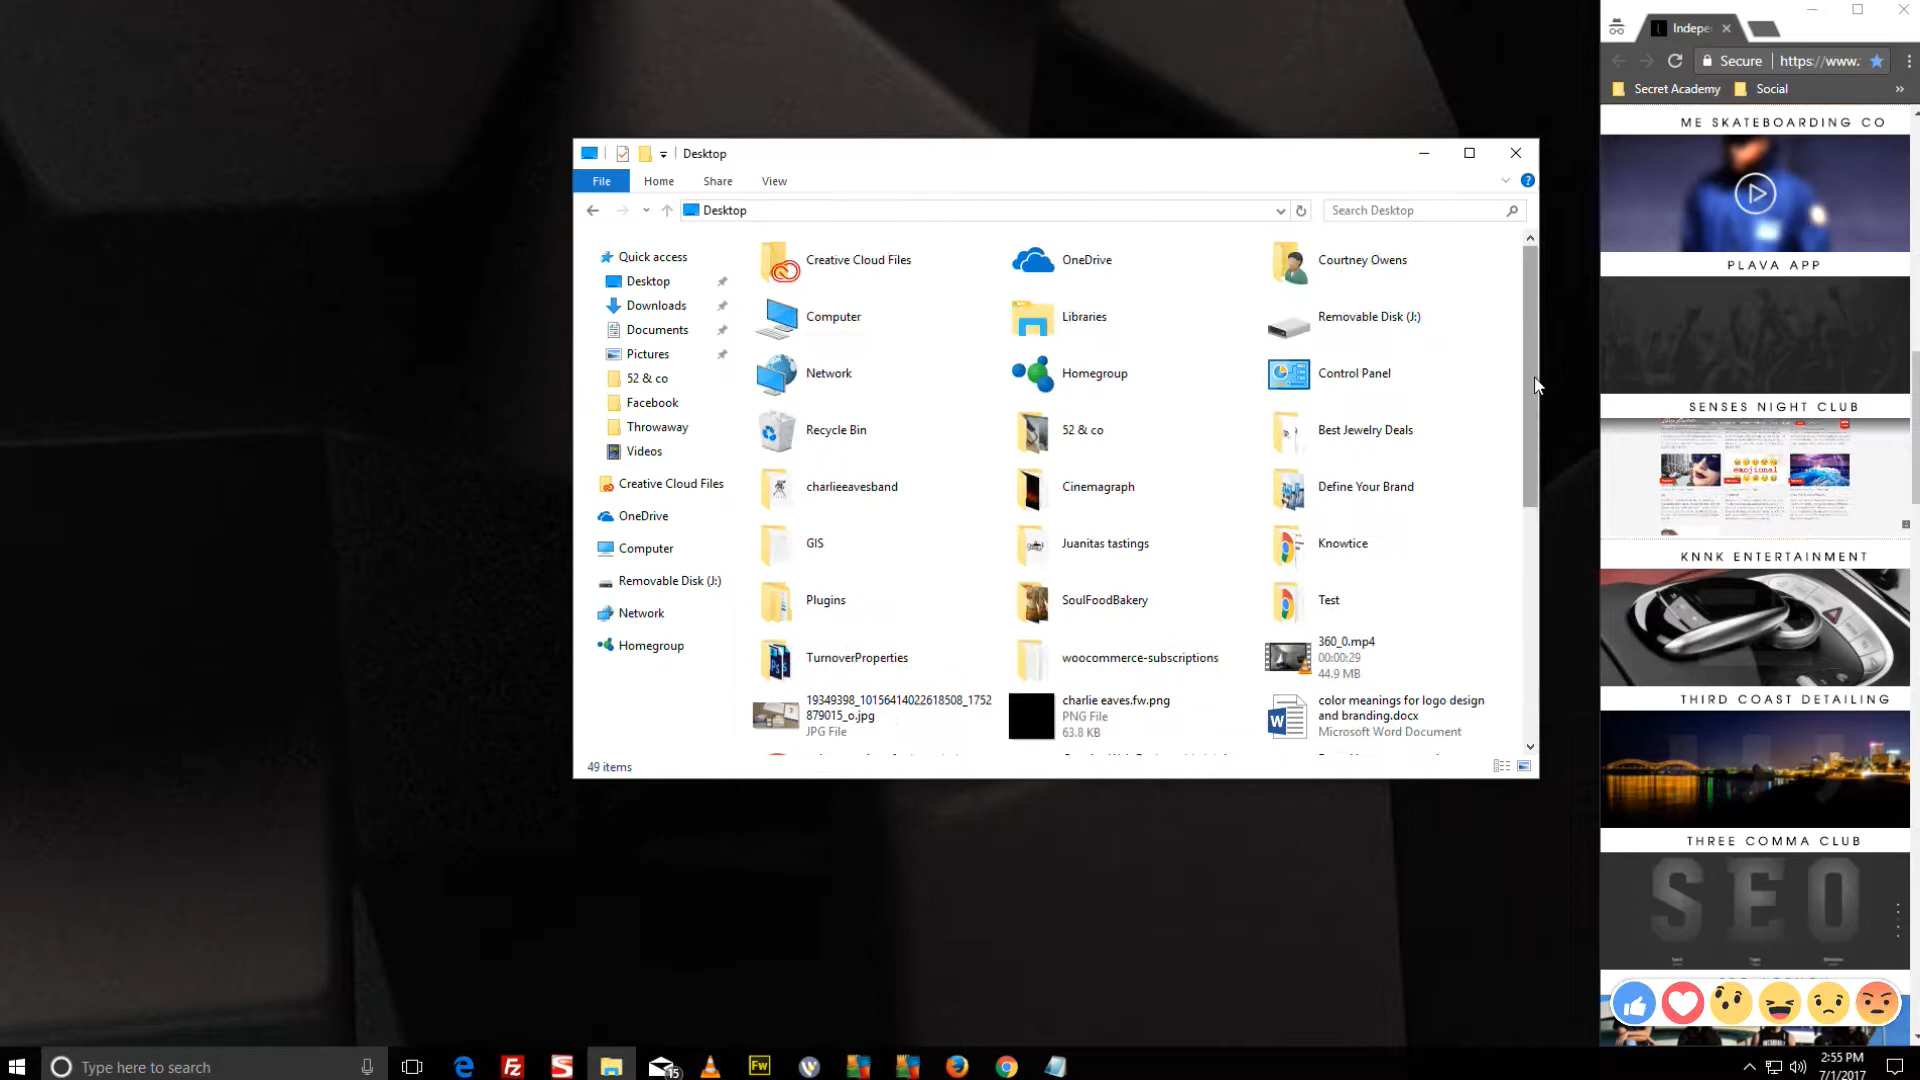 Desktop
File Home Share View
Desktop
Search Desktop
Quick access
Desktop
Downloads
Documents
Pictures
52 & co
Facebook
Throwaway
Videos
Creative Cloud Files
OneDrive
Computer
Removable Disk (J:)
Network
Homegroup
Creative Cloud Files
OneDrive
Courtney Owens
Computer
Libraries
Removable Disk (J:)
Network
Homegroup
Control Panel
Recycle Bin
52 & co
Best Jewelry Deals
charlieeavesband
Cinemagraph
Define Your Brand
GIS
Juanitas tastings
Knowtice
Plugins
SoulFoodBakery
Test
TurnoverProperties
woocommerce-subscriptions
360_0.mp4
00:00:29
44.9 MB
19349398_10156414022618508_1752
879015_o.jpg
JPG File
charlie eaves.fw.png
PNG File
63.8 KB
color meanings for logo design
and branding.docx
Microsoft Word Document
49 items
Indepe
Secure https://www.
Secret Academy Social »
ME SKATEBOARDING CO
PLAVA APP
SENSES NIGHT CLUB
emojional
KNNK ENTERTAINMENT
THIRD COAST DETAILING
THREE COMMA CLUB
SEO
Type here to search
15
Fw
2:55 PM
7/1/2017